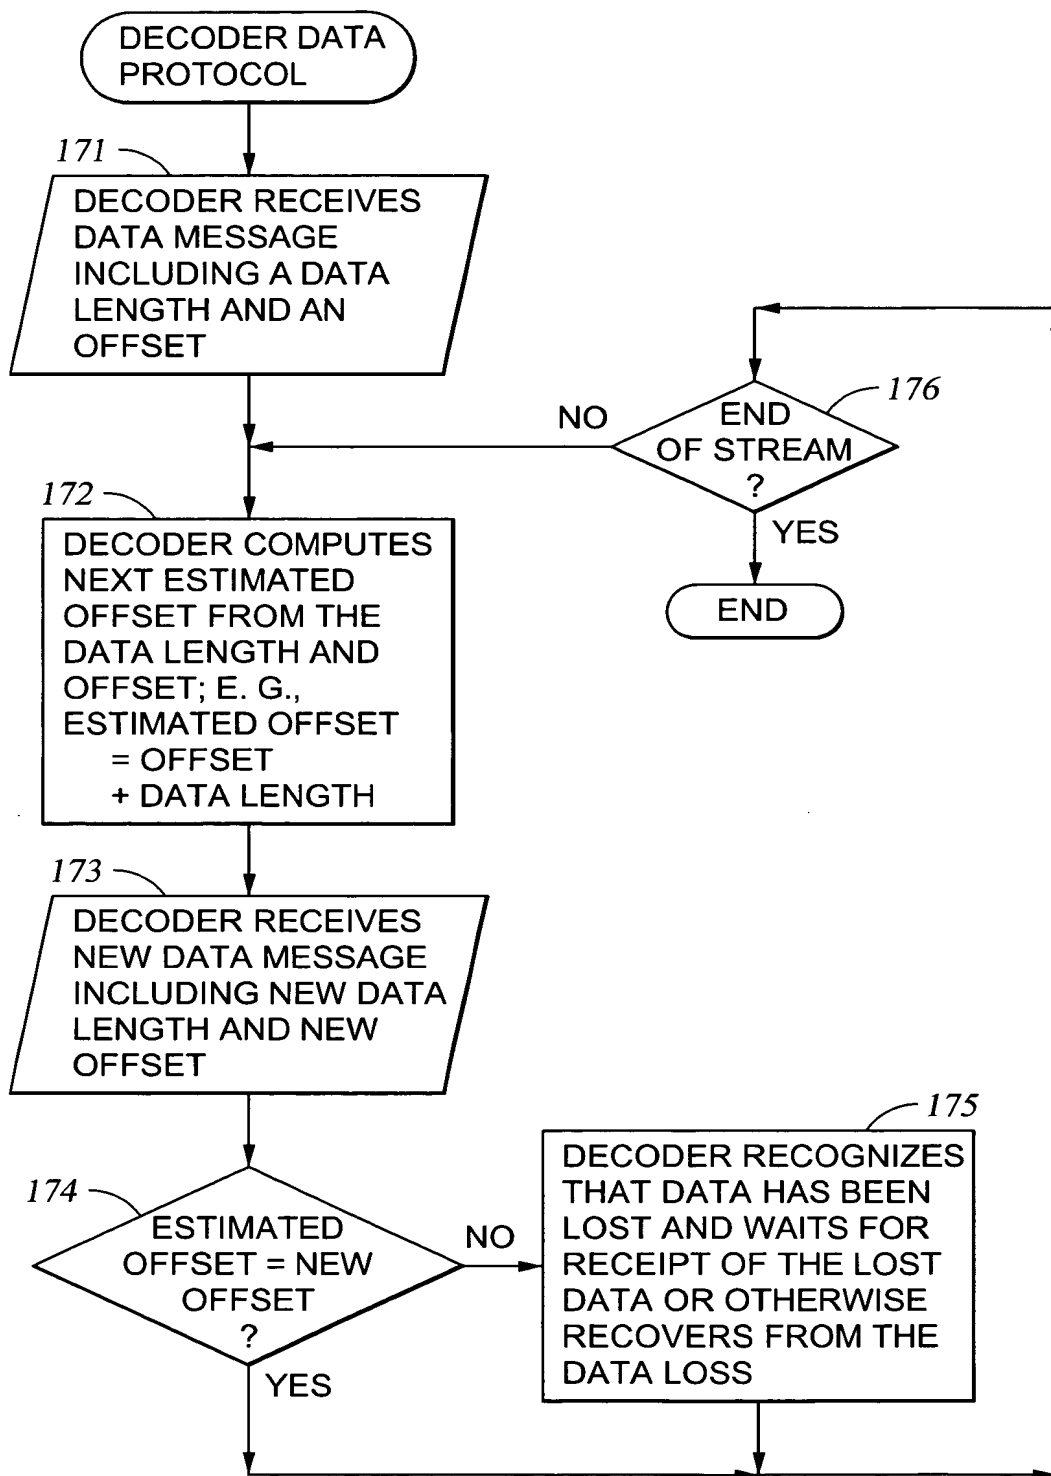 DECODER DATA
PROTOCOL
171
DECODER RECEIVES
DATA MESSAGE
INCLUDING A DATA
LENGTH AND AN
OFFSET
176
NO
END
OF STREAM
?
YES
END
172
DECODER COMPUTES
NEXT ESTIMATED
OFFSET FROM THE
DATA LENGTH AND
OFFSET; E. G.,
ESTIMATED OFFSET
= OFFSET
+ DATA LENGTH
173
DECODER RECEIVES
NEW DATA MESSAGE
INCLUDING NEW DATA
LENGTH AND NEW
OFFSET
174
ESTIMATED
OFFSET = NEW
OFFSET
?
NO
YES
175
DECODER RECOGNIZES
THAT DATA HAS BEEN
LOST AND WAITS FOR
RECEIPT OF THE LOST
DATA OR OTHERWISE
RECOVERS FROM THE
DATA LOSS